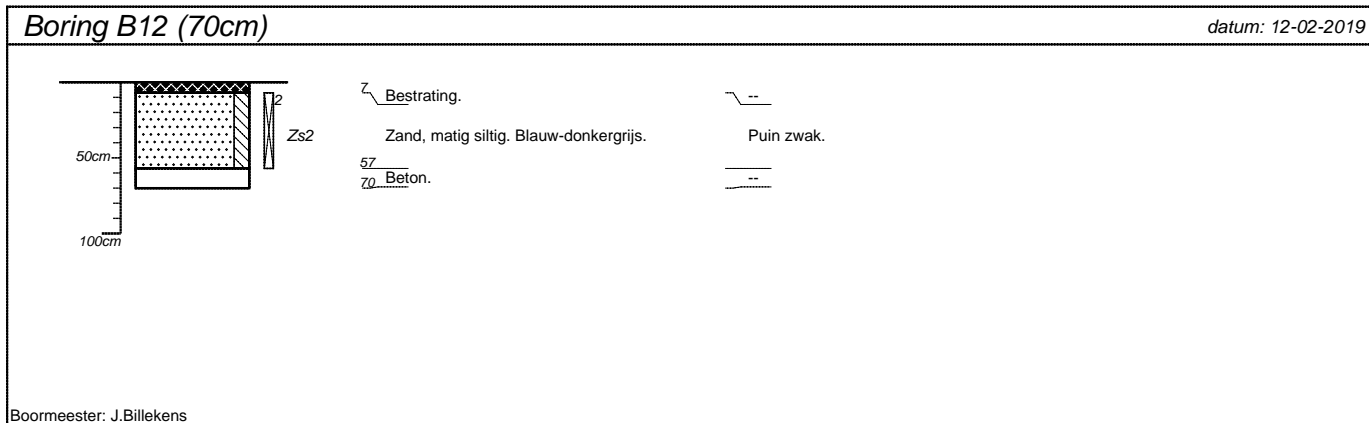 Boring B12 (70cm) datum: 12-02-2019
7 Bestrating. --
2
Zs2 Zand, matig siltig. Blauw-donkergrijs. Puin zwak.
50cm
57
70 Beton. --
100cm
Boormeester: J.Billekens